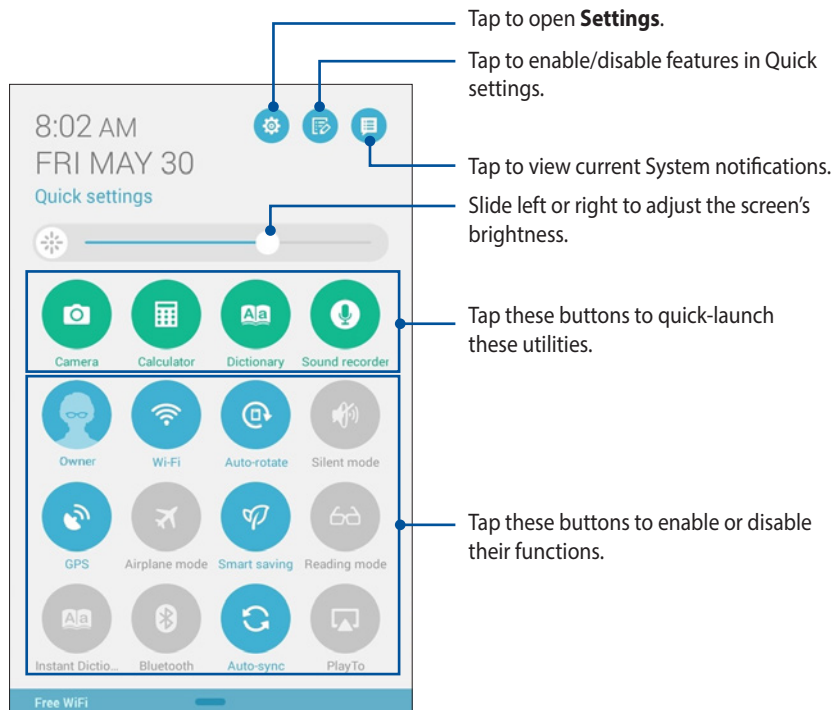 Tap to open Settings.
Tap to enable/disable features in Quick
settings.
8:02 AM
FRI MAY 30
Quick settings
Tap to view current System notifications.
Slide left or right to adjust the screen's
brightness.
Aa
Camera Calculator Dictionary Sound recorder
Tap these buttons to quick-launch
these utilities.
Owner Wi-Fi Auto-rotate Silent mode
GPS Airplane mode Smart saving Reading mode
Tap these buttons to enable or disable
their functions.
Aa
Instant Dictio... Bluetooth Auto-sync PlayTo
Free WiFi